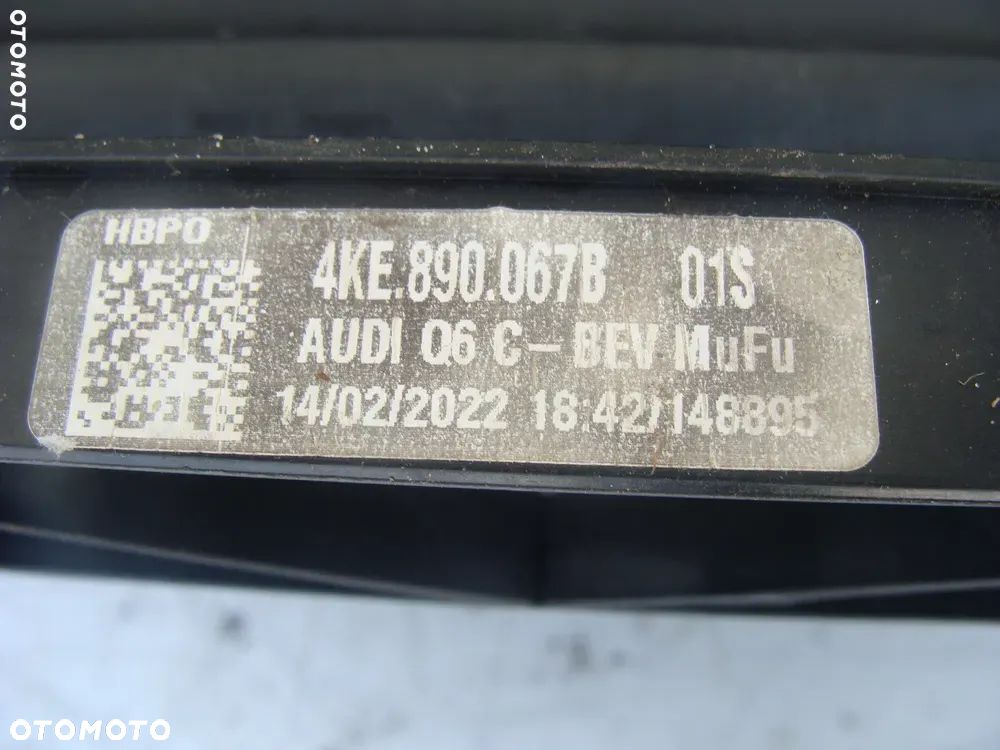 OTOMOTO
HBPO
4KE.890.067B 01S
AUDI Q6 C - BEV MuFu
14/02/2022 18:42/148895
OTOMOTO